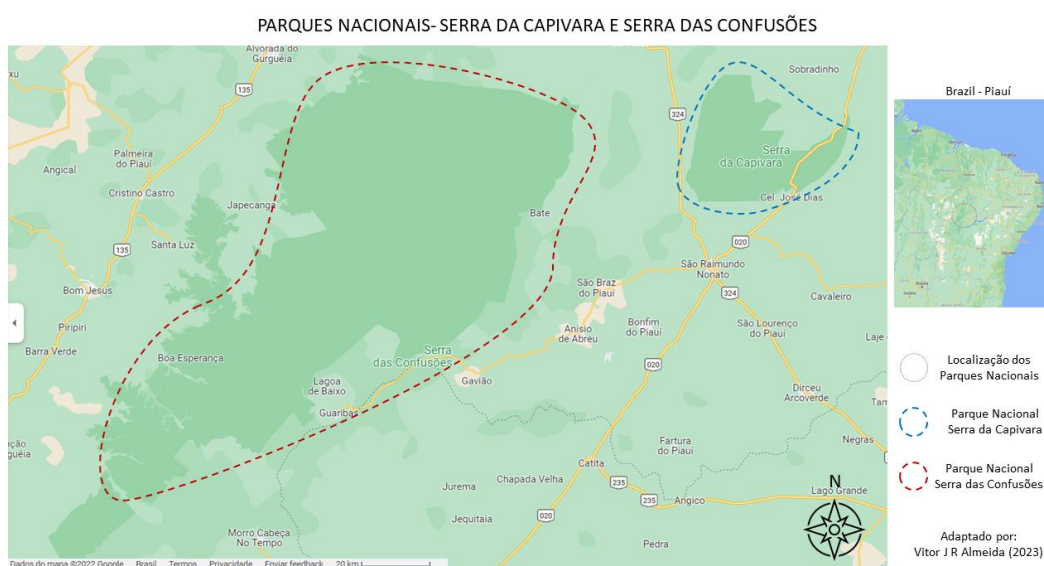 PARQUES NACIONAIS- SERRA DA CAPIVARA E SERRA DAS CONFUSÕES
Alvorada do
Gurguéia
135
Sobradinho
324
Serra
da Capivara
Palmeira
do Piauí
Angical
Cristino Castro
Japecanga
Cel. José Dias
Bate
Santa Luz
135
020
São Raimundo
Nonato
Bom Jesus
São Braz
do Piauí
324
Cavaleiro
Piripiri
Anísio
de Abreu
Bonfim
do Piauí
São Lourenço
do Piauí
Laje
Barra Verde
Boa Esperança
Serra
das Confusões
020
Gavião
Lagoa
de Baixo
Guaribas
Dirceu
Arcoverde
Fartura
do Piauí
Negras
Catita
Chapada Velha
235
Jurema
235
Angico
N
Lago Grande
020
Jequitaia
Morro Cabeça
No Tempo
Pedra
Dados do mapa ©2022 Google Brasil Termos Privacidade Enviar feedback 20 km
Brazil - Piauí
Localização dos
Parques Nacionais
Parque Nacional
Serra da Capivara
Parque Nacional
Serra das Confusões
Adaptado por:
Vitor J R Almeida (2023)